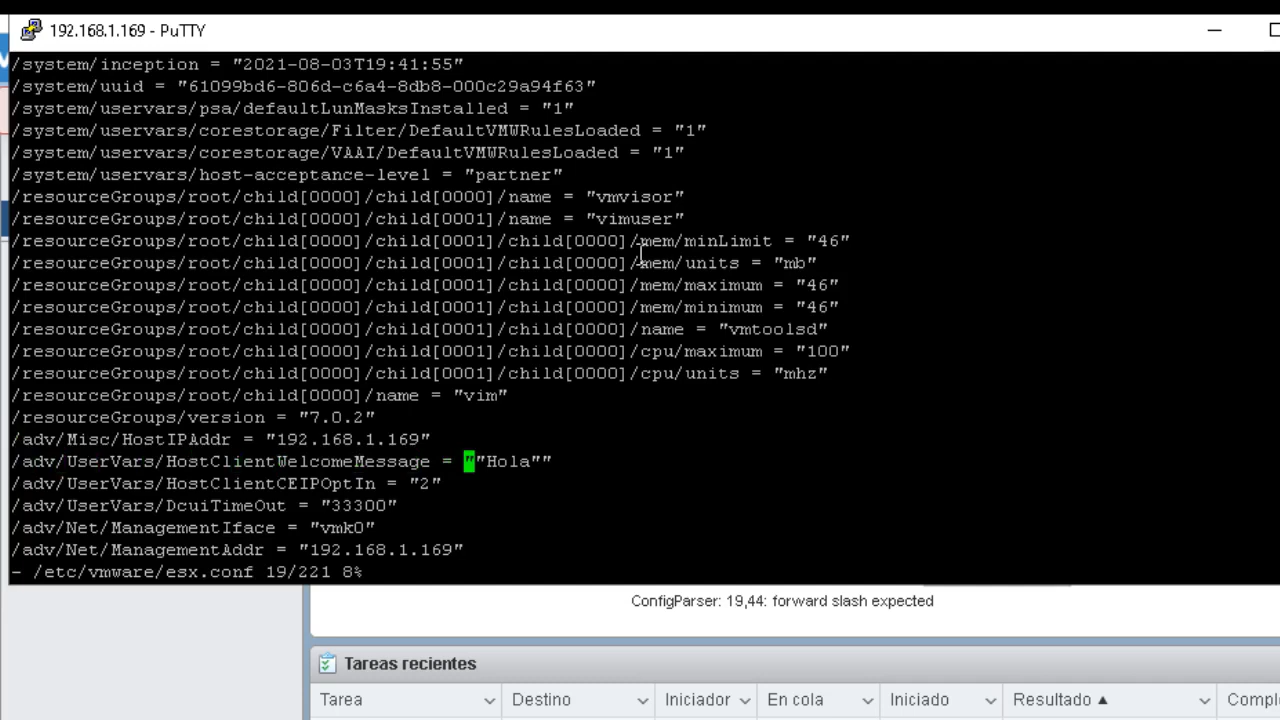 192.168.1.169 - PuTTY
/system/inception = "2021-08-03T19:41:55"
/system/uuid = "61099bd6-806d-c6a4-8db8-000c29a94f63"
/system/uservars/psa/defaultLunMasksInstalled = "1"
/system/uservars/corestorage/Filter/DefaultVMWRulesLoaded = "1"
/system/uservars/corestorage/VAAI/DefaultVMWRulesLoaded = "1"
/system/uservars/host-acceptance-level = "partner"
/resourceGroups/root/child[0000]/child[0000]/name = "vmvisor"
/resourceGroups/root/child[0000]/child[0001]/name = "vimuser"
/resourceGroups/root/child[0000]/child[0001]/child[0000]/mem/minLimit = "46"
/resourceGroups/root/child[0000]/child[0001]/child[0000]/mem/units = "mb"
/resourceGroups/root/child[0000]/child[0001]/child[0000]/mem/maximum = "46"
/resourceGroups/root/child[0000]/child[0001]/child[0000]/mem/minimum = "46"
/resourceGroups/root/child[0000]/child[0001]/child[0000]/name = "vmtoolsd"
/resourceGroups/root/child[0000]/child[0001]/child[0000]/cpu/maximum = "100"
/resourceGroups/root/child[0000]/child[0001]/child[0000]/cpu/units = "mhz"
/resourceGroups/root/child[0000]/name = "vim"
/resourceGroups/version = "7.0.2"
/adv/Misc/HostIPAddr = "192.168.1.169"
/adv/UserVars/HostClientWelcomeMessage = ""Hola""
/adv/UserVars/HostClientCEIPOptIn = "2"
/adv/UserVars/DcuiTimeOut = "33300"
/adv/Net/ManagementIface = "vmk0"
/adv/Net/ManagementAddr = "192.168.1.169"
- /etc/vmware/esx.conf 19/221 8%
ConfigParser: 19,44: forward slash expected
Tareas recientes
Tarea Destino Iniciador En cola Iniciado Resultado ▲ Compl